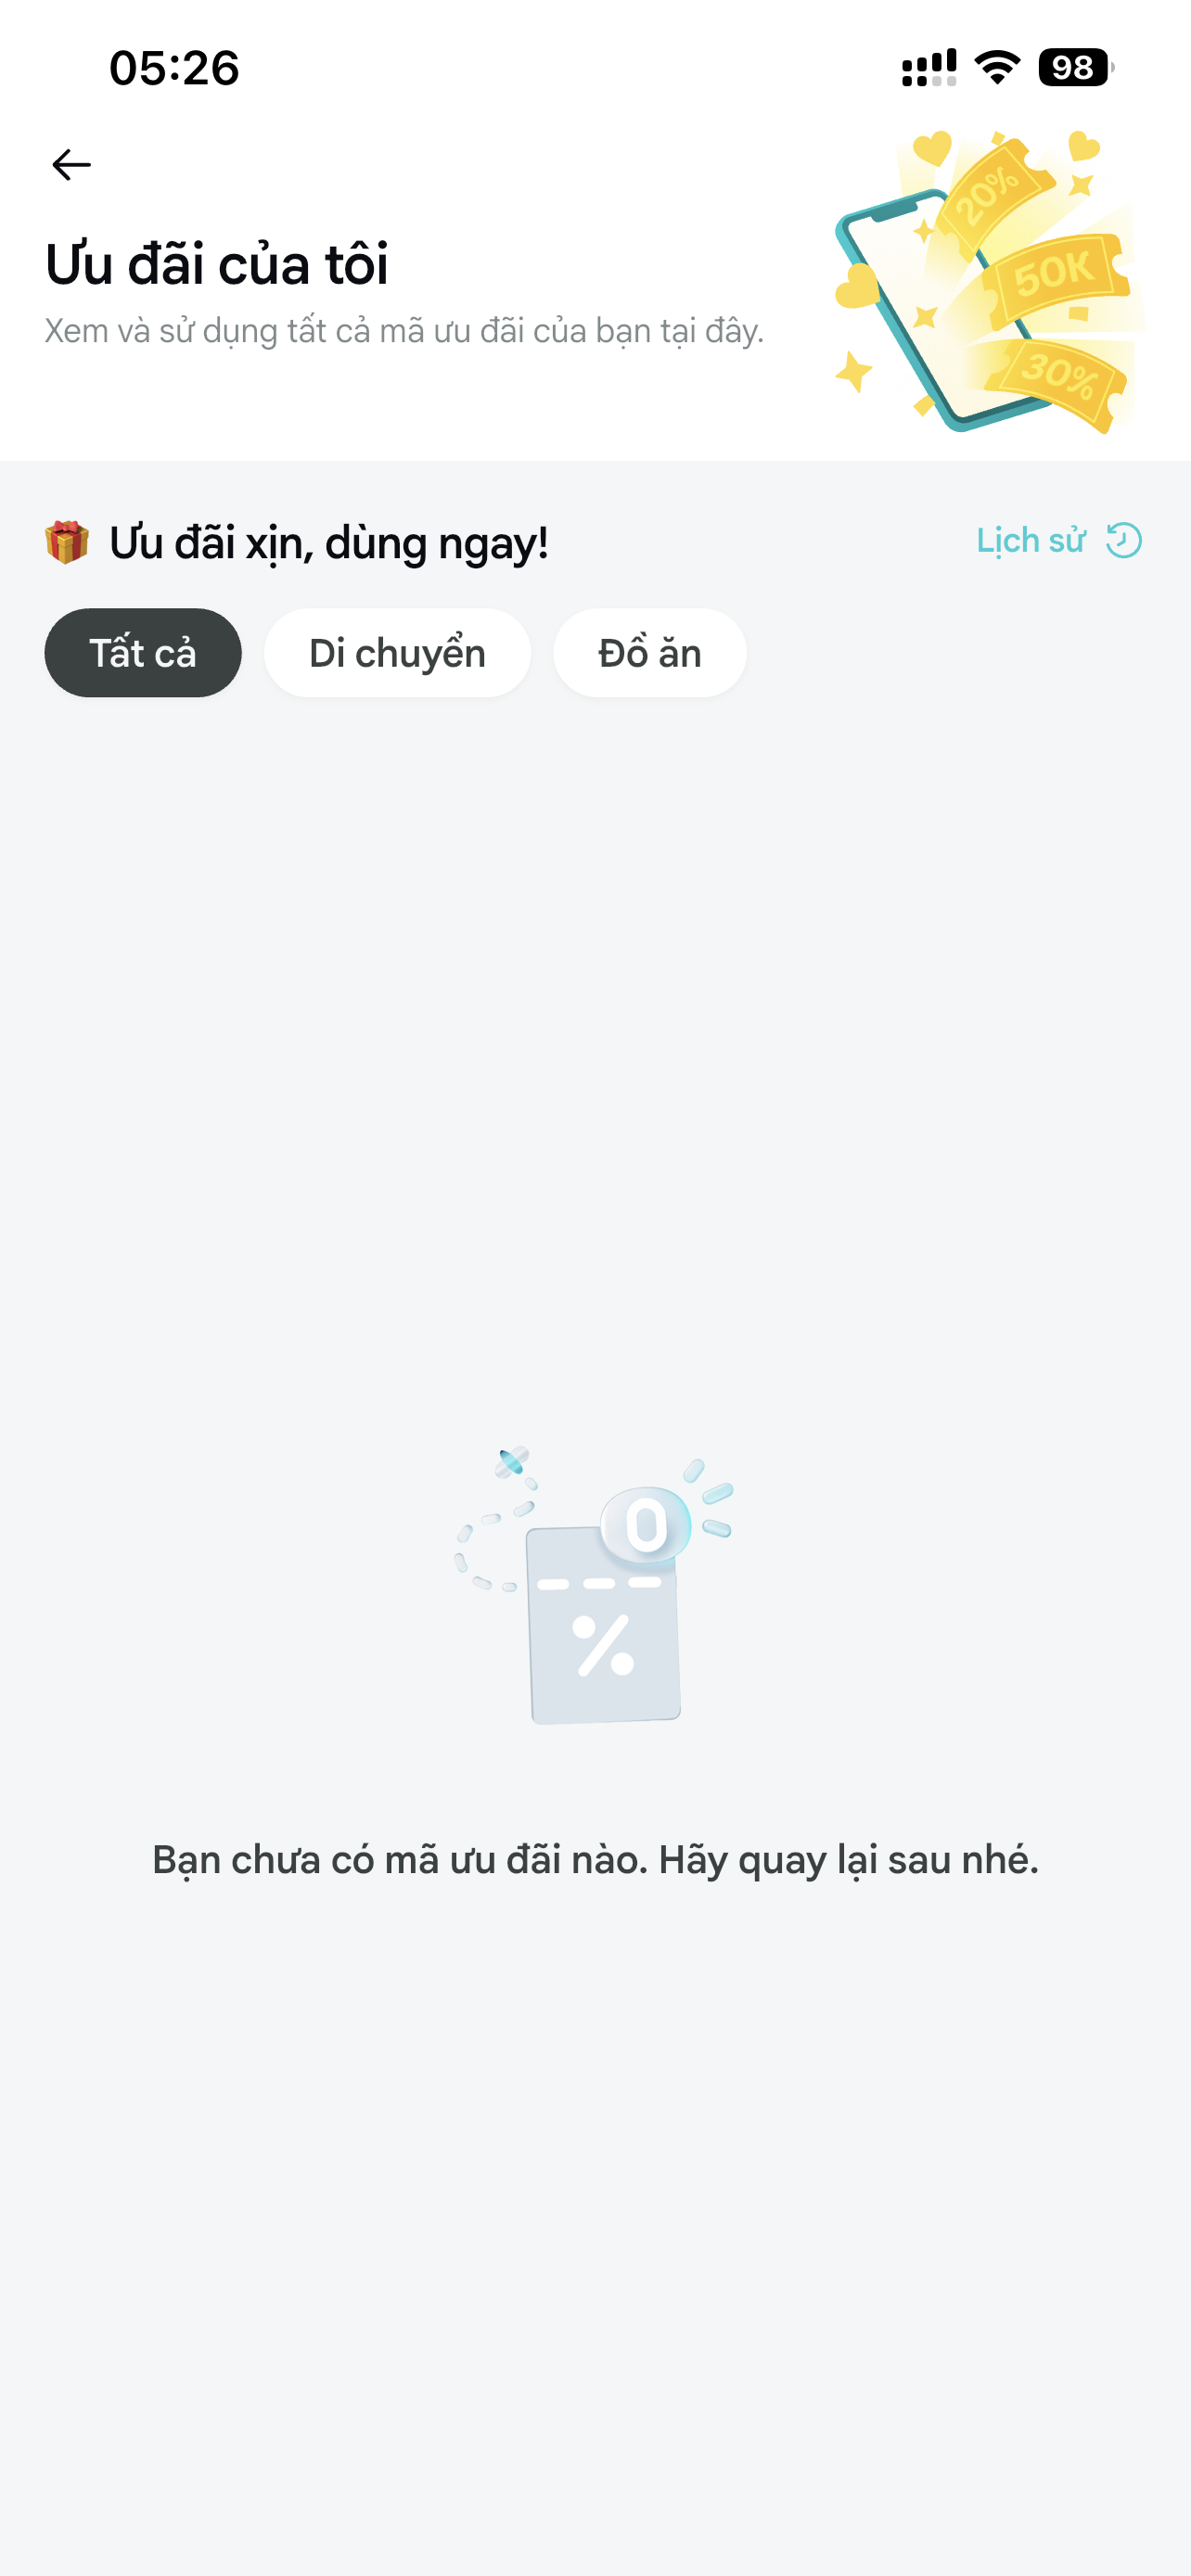 05:26
98
20%
50K
30%
Ưu đãi của tôi
Xem và sử dụng tất cả mã ưu đãi của bạn tại đây.
Ưu đãi xịn, dùng ngay!
Lịch sử
Tất cả
Di chuyển
Đồ ăn
0
%
Bạn chưa có mã ưu đãi nào. Hãy quay lại sau nhé.